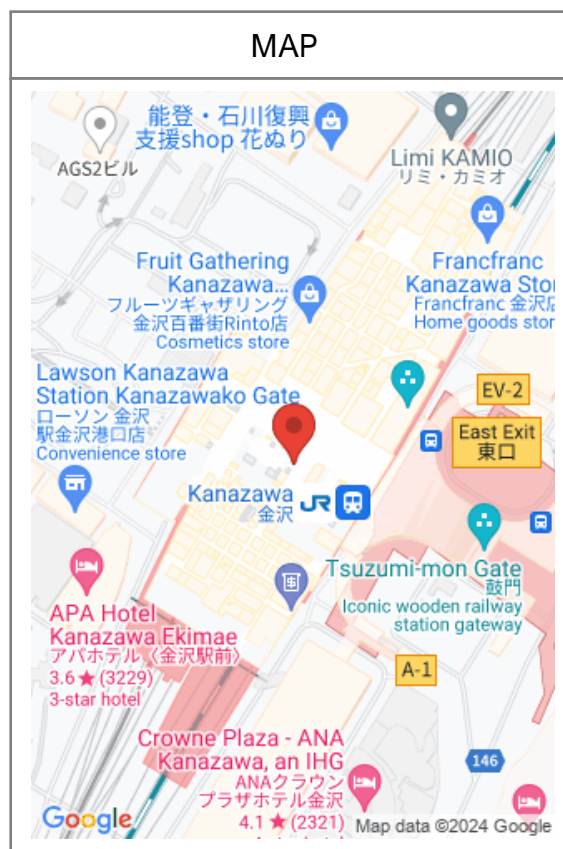 MAP
能登・石川復興
支援shop 花ぬり
AGS2ビル
Limi KAMIO
リミ・カミオ
Fruit Gathering
Kanazawa...
フルーツギャザリング
金沢百番街Rinto店
Cosmetics store
Francfranc
Kanazawa Stor
Francfranc 金沢店
Home goods stor
Lawson Kanazawa
Station Kanazawako Gate
ローソン 金沢
駅金沢港口店
Convenience store
EV-2
East Exit
東口
Kanazawa
金沢
JR
Tsuzumi-mon Gate
鼓門
Iconic wooden railway
station gateway
APA Hotel
Kanazawa Ekimae
アパホテル〈金沢駅前〉
3.6★(3229)
3-star hotel
A-1
Crowne Plaza - ANA
Kanazawa, an IHG
ANAクラウン
プラザホテル金沢
4.1★(2321)
146
Google
Map data ©2024 Google